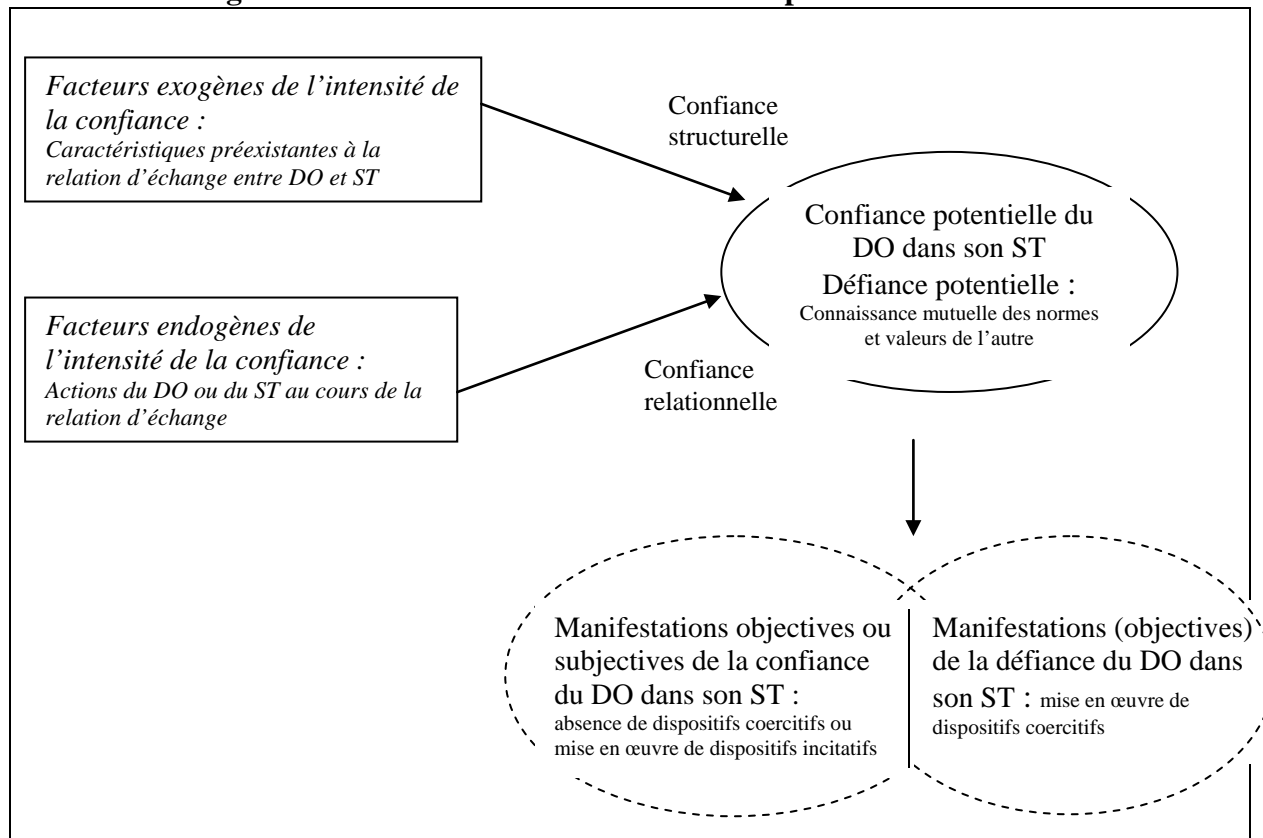 Facteurs exogènes de l’intensité de
la confiance :
Caractéristiques préexistantes à la
relation d’échange entre DO et ST
Confiance
structurelle
Confiance potentielle du
DO dans son ST
Défiance potentielle :
Connaissance mutuelle des normes
et valeurs de l’autre
Facteurs endogènes de
l’intensité de la confiance :
Actions du DO ou du ST au cours de la
relation d’échange
Confiance
relationnelle
Manifestations objectives ou
subjectives de la confiance
du DO dans son ST :
absence de dispositifs coercitifs ou
mise en œuvre de dispositifs incitatifs
Manifestations (objectives)
de la défiance du DO dans
son ST : mise en œuvre de
dispositifs coercitifs